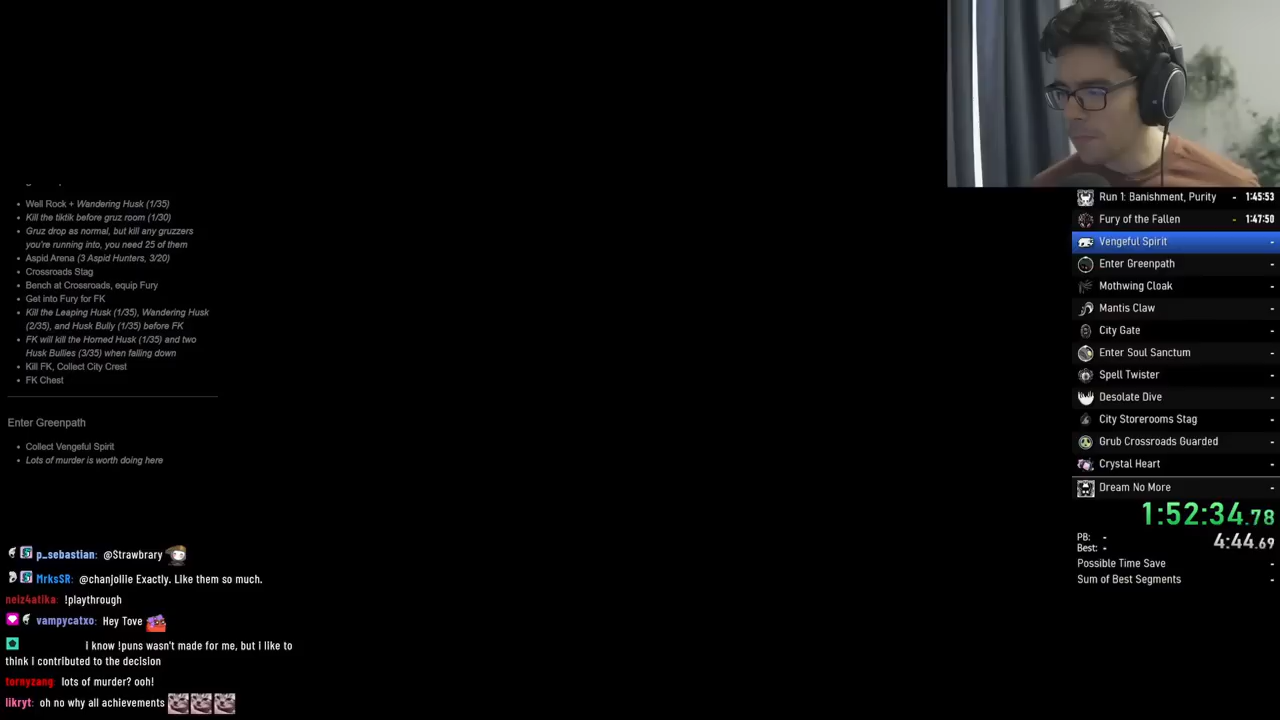 Well Rock + Wandering Husk (1/35)
Kill the tiktik before gruz room (1/30)
Gruz drop as normal, but kill any gruzzers
you're running into, you need 25 of them
Aspid Arena (3 Aspid Hunters, 3/20)
Crossroads Stag
Bench at Crossroads, equip Fury
Get into Fury for FK
Kill the Leaping Husk (1/35), Wandering Husk
(2/35), and Husk Bully (1/35) before FK
FK will kill the Horned Husk (1/35) and two
Husk Bullies (3/35) when falling down
Kill FK, Collect City Crest
FK Chest
Enter Greenpath
Collect Vengeful Spirit
Lots of murder is worth doing here
p_sebastian: @Strawbrary
MrksSR: @chanjollie Exactly. Like them so much.
neiz4atika: !playthrough
vampycatxo: Hey Tove
I know !puns wasn't made for me, but I like to
think i contributed to the decision
tornyzang: lots of murder? ooh!
likryt: oh no why all achievements
Run 1: Banishment, Purity - 1:45:53
Fury of the Fallen - 1:47:50
Vengeful Spirit -
Enter Greenpath -
Mothwing Cloak -
Mantis Claw -
City Gate -
Enter Soul Sanctum -
Spell Twister -
Desolate Dive -
City Storerooms Stag -
Grub Crossroads Guarded -
Crystal Heart -
Dream No More -
1:52:34.78
PB: - 4:44.69
Best: -
Possible Time Save -
Sum of Best Segments -